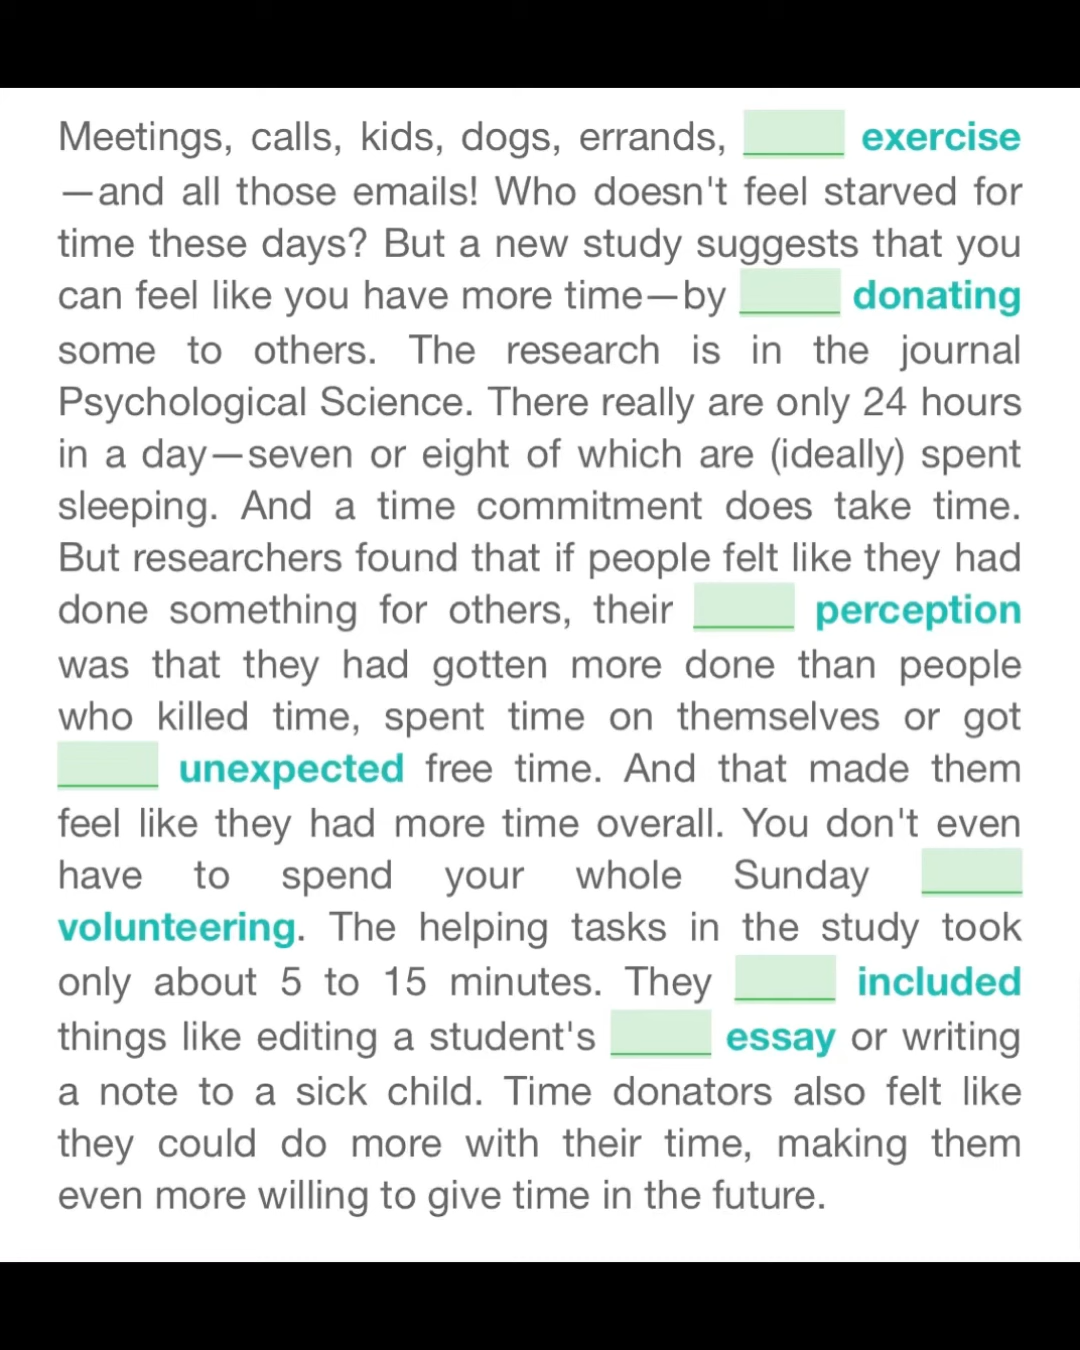 Meetings, calls, kids, dogs, errands, exercise
—and all those emails! Who doesn't feel starved for
time these days? But a new study suggests that you
can feel like you have more time—by donating
some to others. The research is in the journal
Psychological Science. There really are only 24 hours
in a day—seven or eight of which are (ideally) spent
sleeping. And a time commitment does take time.
But researchers found that if people felt like they had
done something for others, their perception
was that they had gotten more done than people
who killed time, spent time on themselves or got
unexpected free time. And that made them
feel like they had more time overall. You don't even
have to spend your whole Sunday
volunteering. The helping tasks in the study took
only about 5 to 15 minutes. They included
things like editing a student's essay or writing
a note to a sick child. Time donators also felt like
they could do more with their time, making them
even more willing to give time in the future.